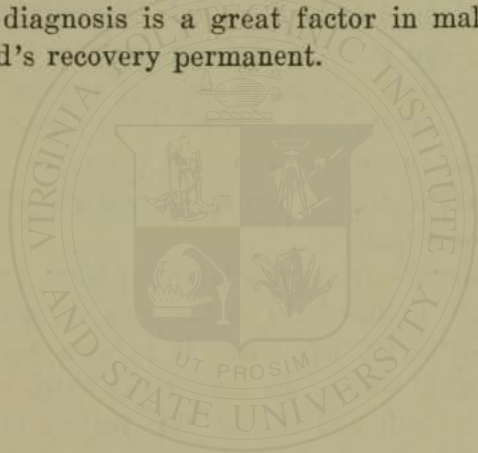 diagnosis is a great factor in mal
d's recovery permanent.
VIRGINIA POLYTECHNIC INSTITUTE
AND STATE UNIVERSITY
UT PROSIM